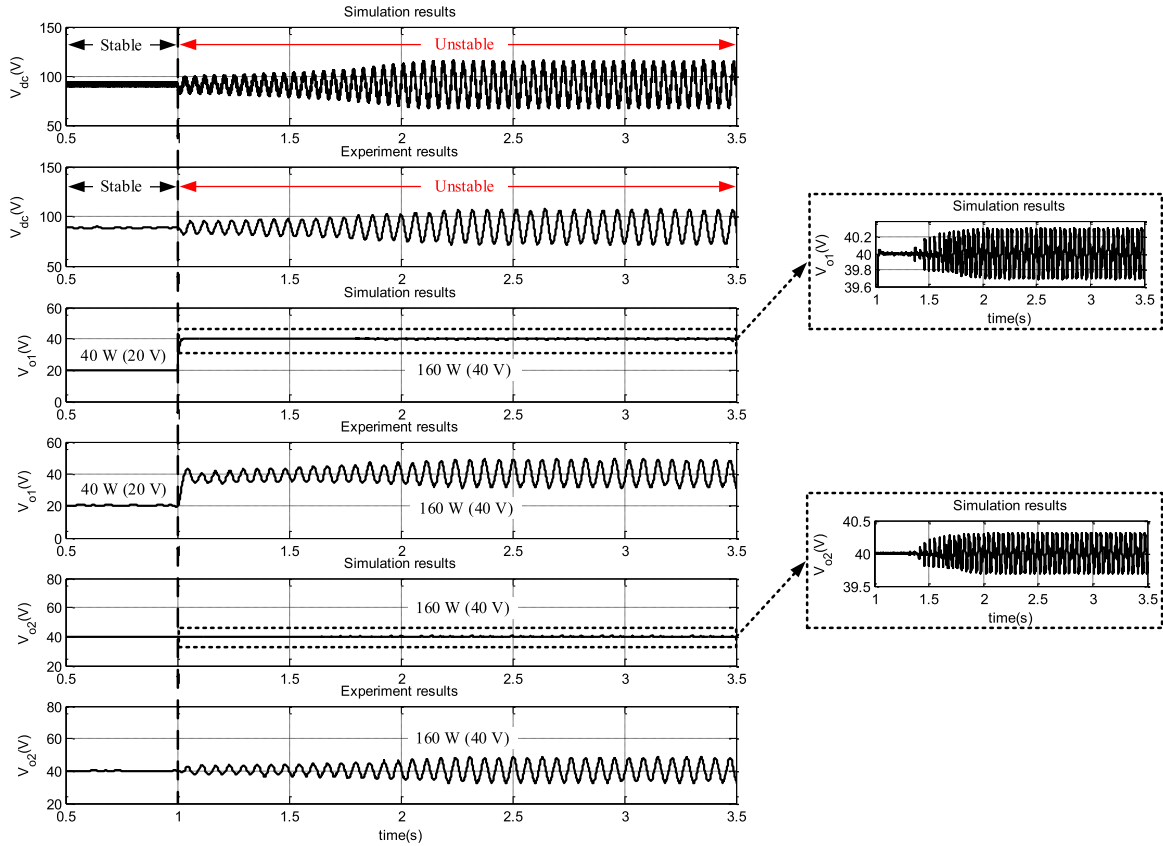 Simulation results
150
Stable
Unstable
100
V_dc(V)
50
0.5 1 1.5 2 2.5 3 3.5
Experiment results
150
Stable
Unstable
100
V_dc(V)
50
0.5 1 1.5 2 2.5 3 3.5
Simulation results
60
40
40 W (20 V)
160 W (40 V)
20
V_o1(V)
0
0.5 1 1.5 2 2.5 3 3.5
Experiment results
60
40
40 W (20 V)
160 W (40 V)
20
V_o1(V)
0
0.5 1 1.5 2 2.5 3 3.5
Simulation results
80
160 W (40 V)
60
V_o2(V)
40
20
0.5 1 1.5 2 2.5 3 3.5
Experiment results
80
160 W (40 V)
60
V_o2(V)
40
20
0.5 1 1.5 2 2.5 3 3.5
time(s)
Simulation results
40.2
40
39.8
39.6
V_o1(V)
1 1.5 2 2.5 3 3.5
time(s)
Simulation results
40.5
40
39.5
V_o2(V)
1 1.5 2 2.5 3 3.5
time(s)